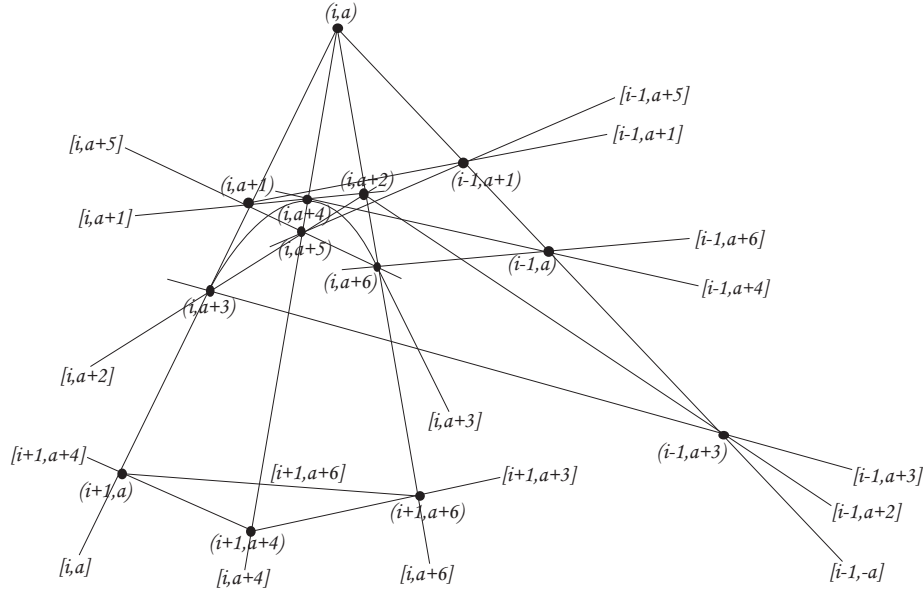 (i,a)
[i-1,a+5]
[i-1,a+1]
[i,a+5]
(i-1,a+1)
(i,a+1)
(i,a+2)
[i,a+1]
(i,a+4)
(i,a+5)
[i-1,a+6]
(i-1,a)
(i,a+6)
[i-1,a+4]
(i,a+3)
[i,a+2]
[i,a+3]
(i-1,a+3)
[i+1,a+4]
[i+1,a+6]
[i+1,a+3]
[i-1,a+3]
(i+1,a)
(i+1,a+6)
[i-1,a+2]
(i+1,a+4)
[i,a]
[i,a+4]
[i,a+6]
[i-1,-a]